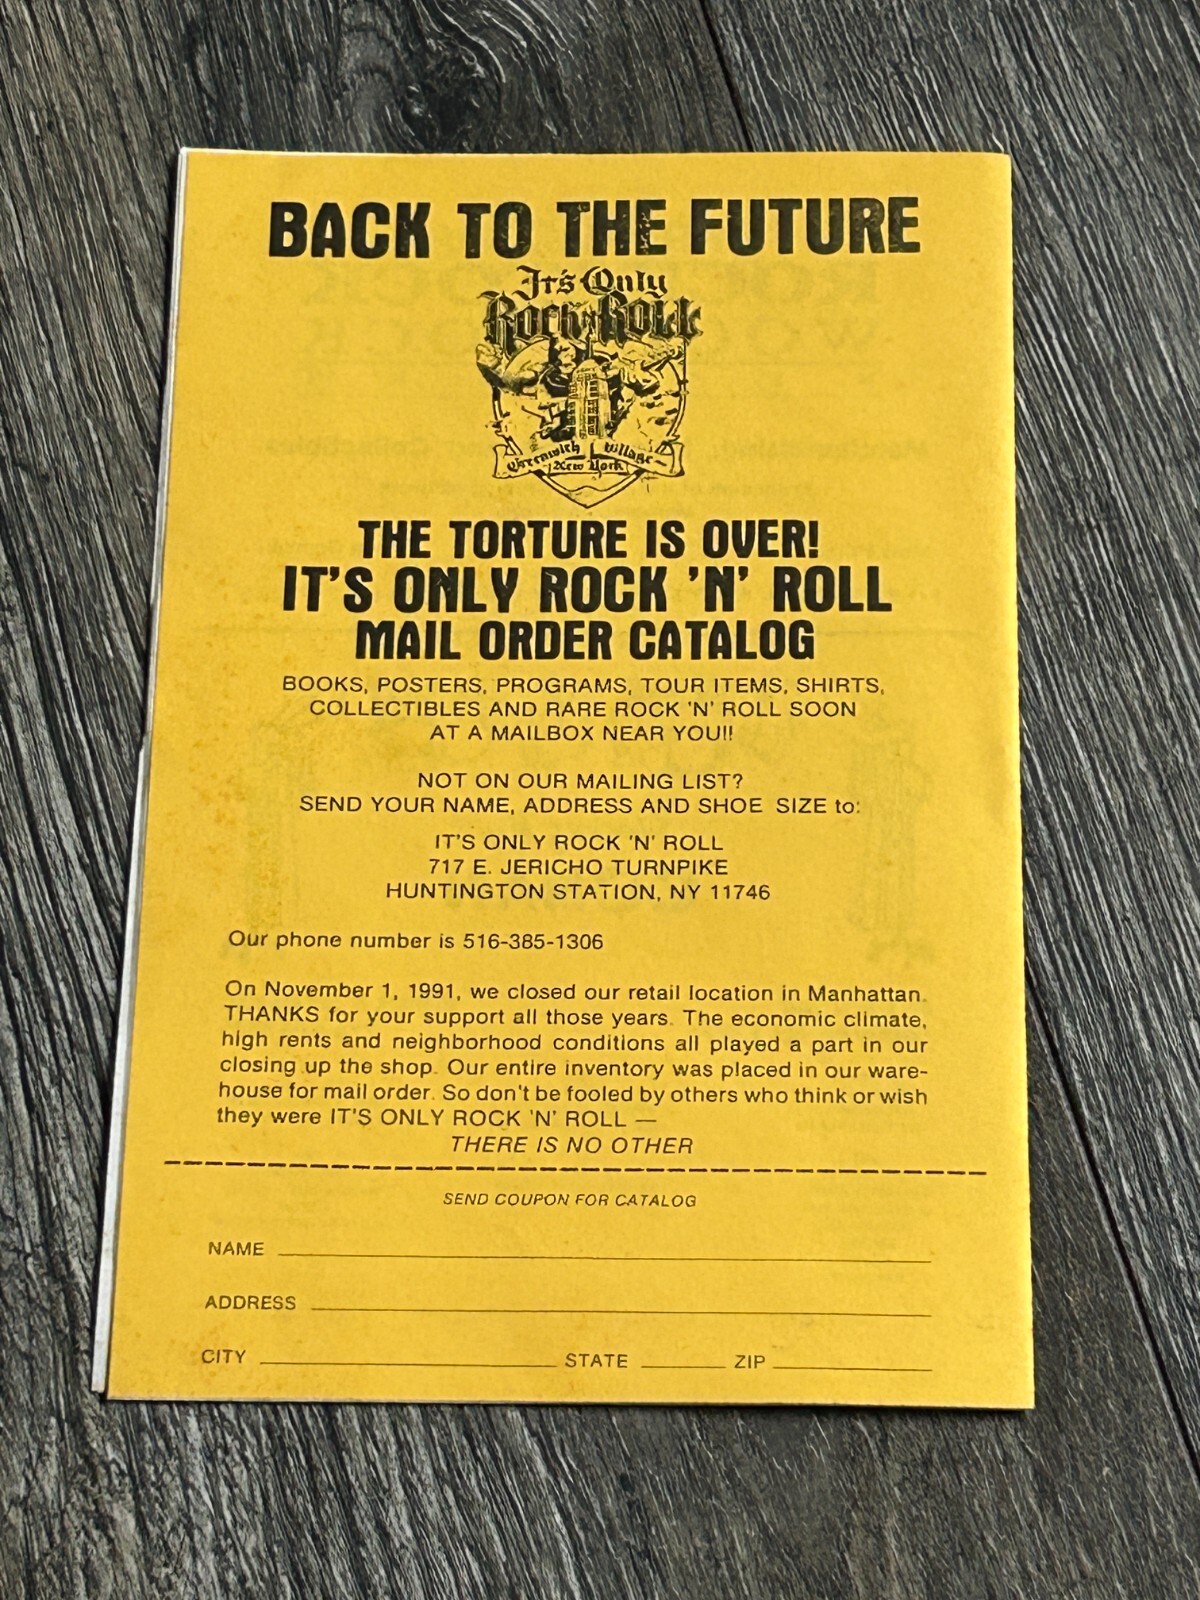 BACK TO THE FUTURE
It's Only
Rock 'n' Roll
Greenwich Village
New York
THE TORTURE IS OVER!
IT'S ONLY ROCK 'N' ROLL
MAIL ORDER CATALOG
BOOKS, POSTERS, PROGRAMS, TOUR ITEMS, SHIRTS,
COLLECTIBLES AND RARE ROCK 'N' ROLL SOON
AT A MAILBOX NEAR YOU!!
NOT ON OUR MAILING LIST?
SEND YOUR NAME, ADDRESS AND SHOE SIZE to:
IT'S ONLY ROCK 'N' ROLL
717 E. JERICHO TURNPIKE
HUNTINGTON STATION, NY 11746
Our phone number is 516-385-1306
On November 1, 1991, we closed our retail location in Manhattan.
THANKS for your support all those years. The economic climate,
high rents and neighborhood conditions all played a part in our
closing up the shop. Our entire inventory was placed in our ware-
house for mail order. So don't be fooled by others who think or wish
they were IT'S ONLY ROCK 'N' ROLL —
THERE IS NO OTHER
SEND COUPON FOR CATALOG
NAME
ADDRESS
CITY STATE ZIP